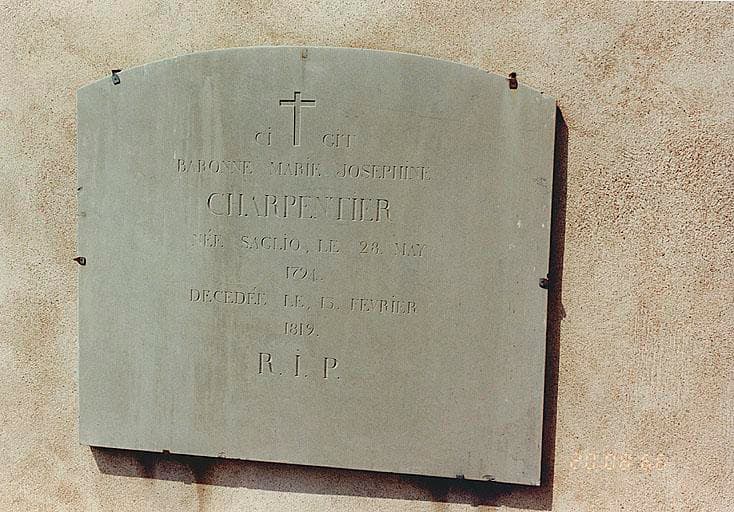 Ci GIT
BARONNE MARIE JOSEPHINE
CHARPENTIER
NÉE SAGLIO, LE 28. MAY
1794.
DECEDÉE LE, 15. FEVRIER
1819.
R. I. P.